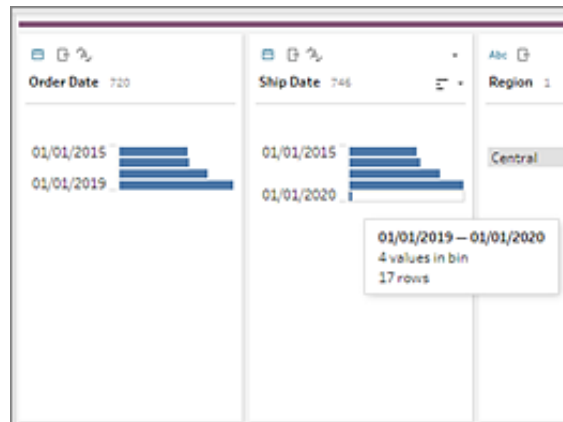 Order Date 720
01/01/2015
01/01/2019
Ship Date 746
01/01/2015
01/01/2020
01/01/2019 — 01/01/2020
4 values in bin
17 rows
Abc
Region 1
Central